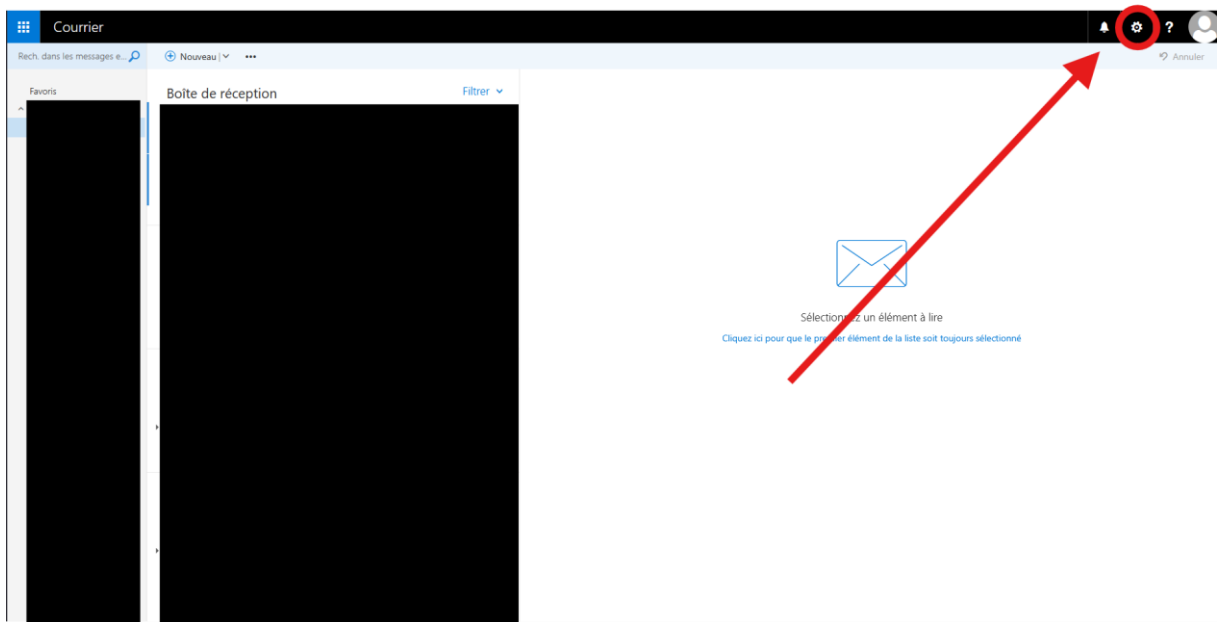 Courrier
?
Rech. dans les messages e...
Nouveau
...
Annuler
Favoris
Boîte de réception
Filtrer
Sélectionnez un élément à lire
Cliquez ici pour que le premier élément de la liste soit toujours sélectionné